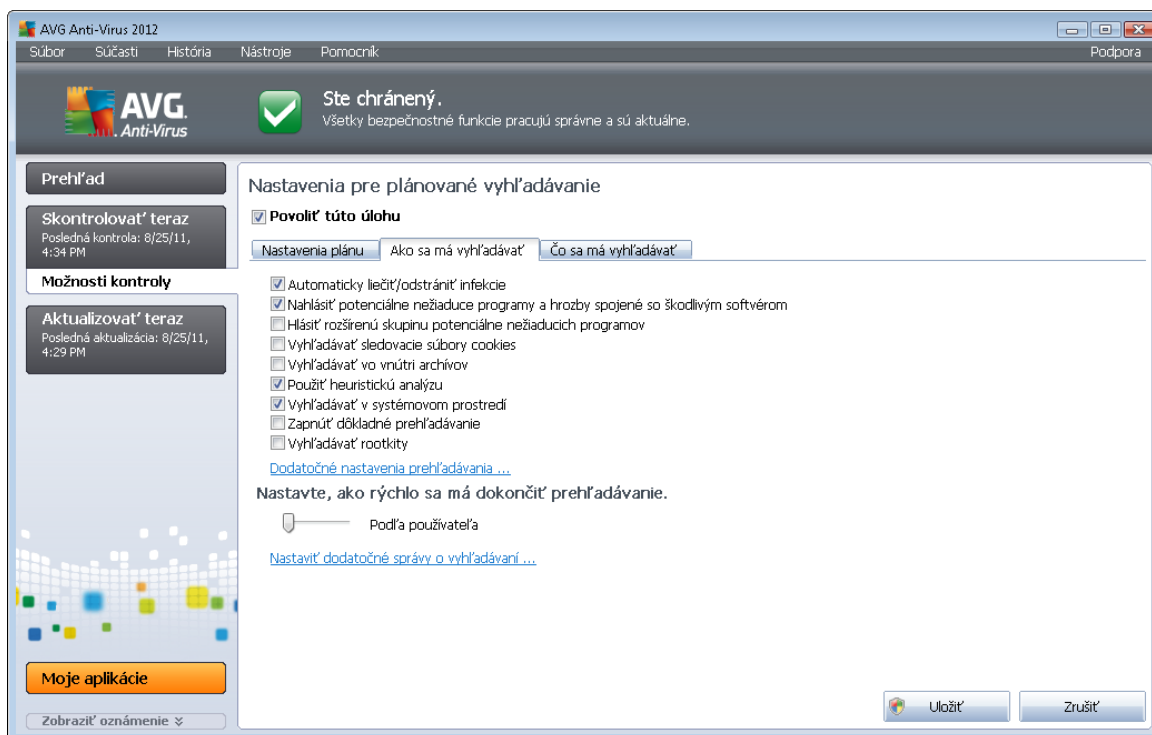 AVG Anti-Virus 2012
Súbor Súčasti História Nástroje Pomocník Podpora
AVG.
Anti-Virus
Ste chránený.
Všetky bezpečnostné funkcie pracujú správne a sú aktuálne.
Prehľad
Skontrolovať teraz
Posledná kontrola: 8/25/11,
4:34 PM
Možnosti kontroly
Aktualizovať teraz
Posledná aktualizácia: 8/25/11,
4:29 PM
Moje aplikácie
Zobraziť oznámenie
Nastavenia pre plánované vyhľadávanie
Povoliť túto úlohu
Nastavenia plánu Ako sa má vyhľadávať Čo sa má vyhľadávať
Automaticky liečiť/odstrániť infekcie
Nahlásiť potenciálne nežiaduce programy a hrozby spojené so škodlivým softvérom
Hlásiť rozšírenú skupinu potenciálne nežiaducich programov
Vyhľadávať sledovacie súbory cookies
Vyhľadávať vo vnútri archívov
Použiť heuristickú analýzu
Vyhľadávať v systémovom prostredí
Zapnúť dôkladné prehľadávanie
Vyhľadávať rootkity
Dodatočné nastavenia prehľadávania ...
Nastavte, ako rýchlo sa má dokončiť prehľadávanie.
Podľa používateľa
Nastaviť dodatočné správy o vyhľadávaní ...
Uložiť Zrušiť